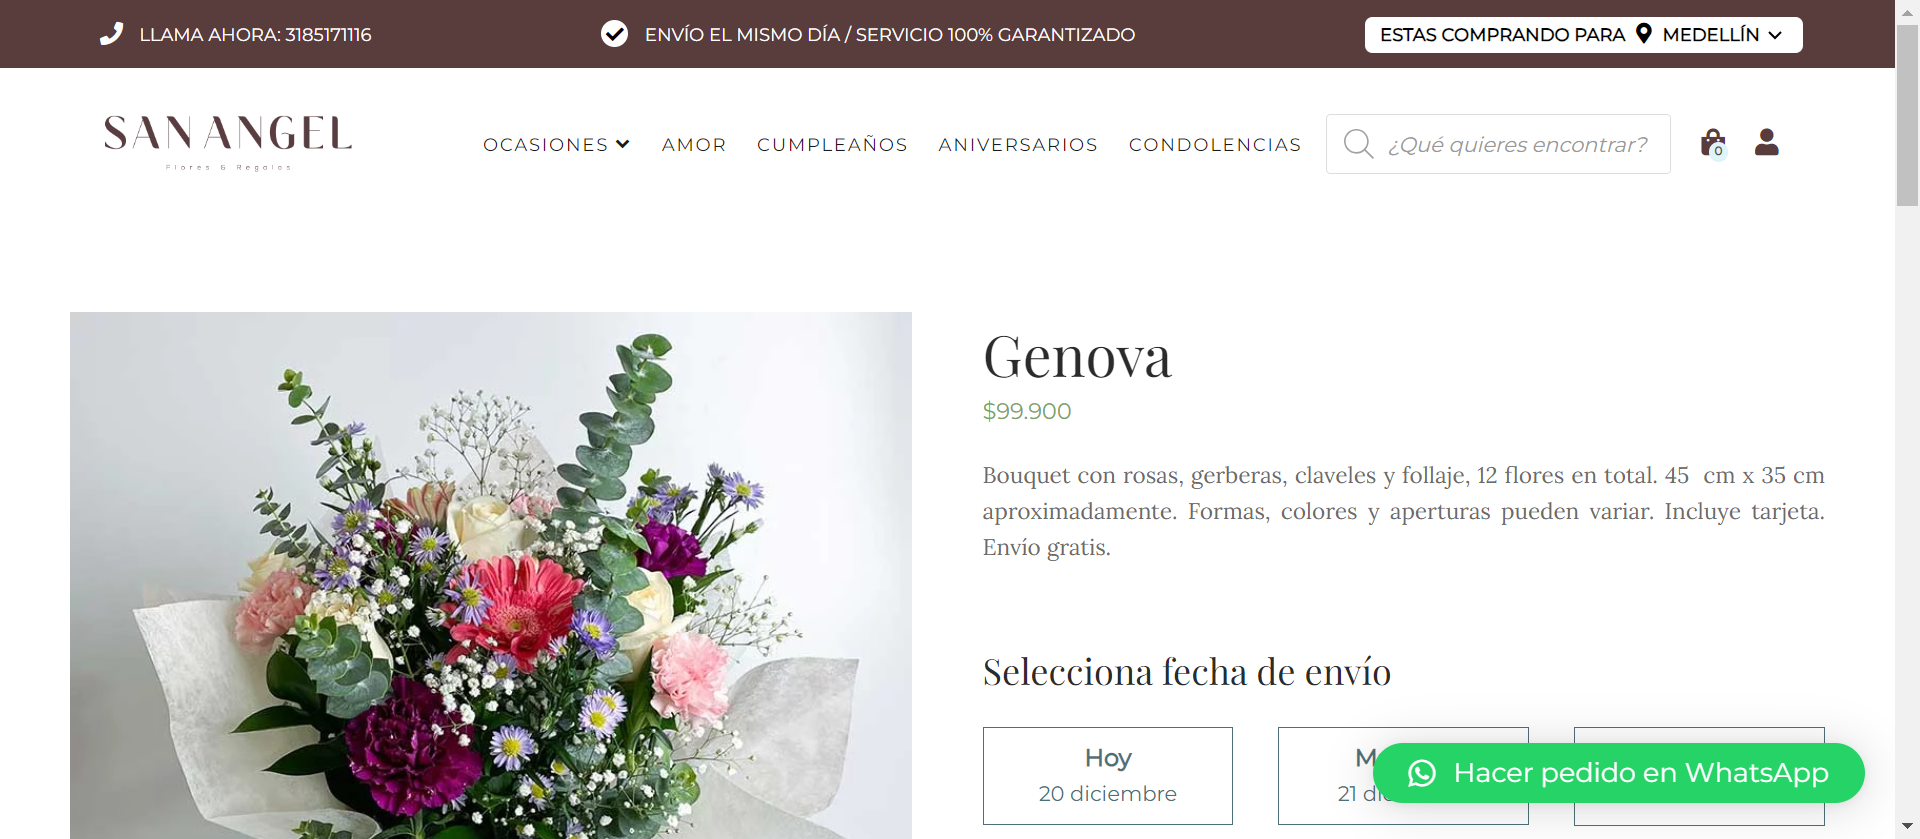 LLAMA AHORA: 3185171116
ENVÍO EL MISMO DÍA / SERVICIO 100% GARANTIZADO
ESTAS COMPRANDO PARA MEDELLÍN
SAN ANGEL
Flores & Regalos
OCASIONES
AMOR
CUMPLEAÑOS
ANIVERSARIOS
CONDOLENCIAS
¿Qué quieres encontrar?
0
Genova
$99.900
Bouquet con rosas, gerberas, claveles y follaje, 12 flores en total. 45 cm x 35 cm
aproximadamente. Formas, colores y aperturas pueden variar. Incluye tarjeta.
Envío gratis.
Selecciona fecha de envío
Hoy
20 diciembre
21
Hacer pedido en WhatsApp